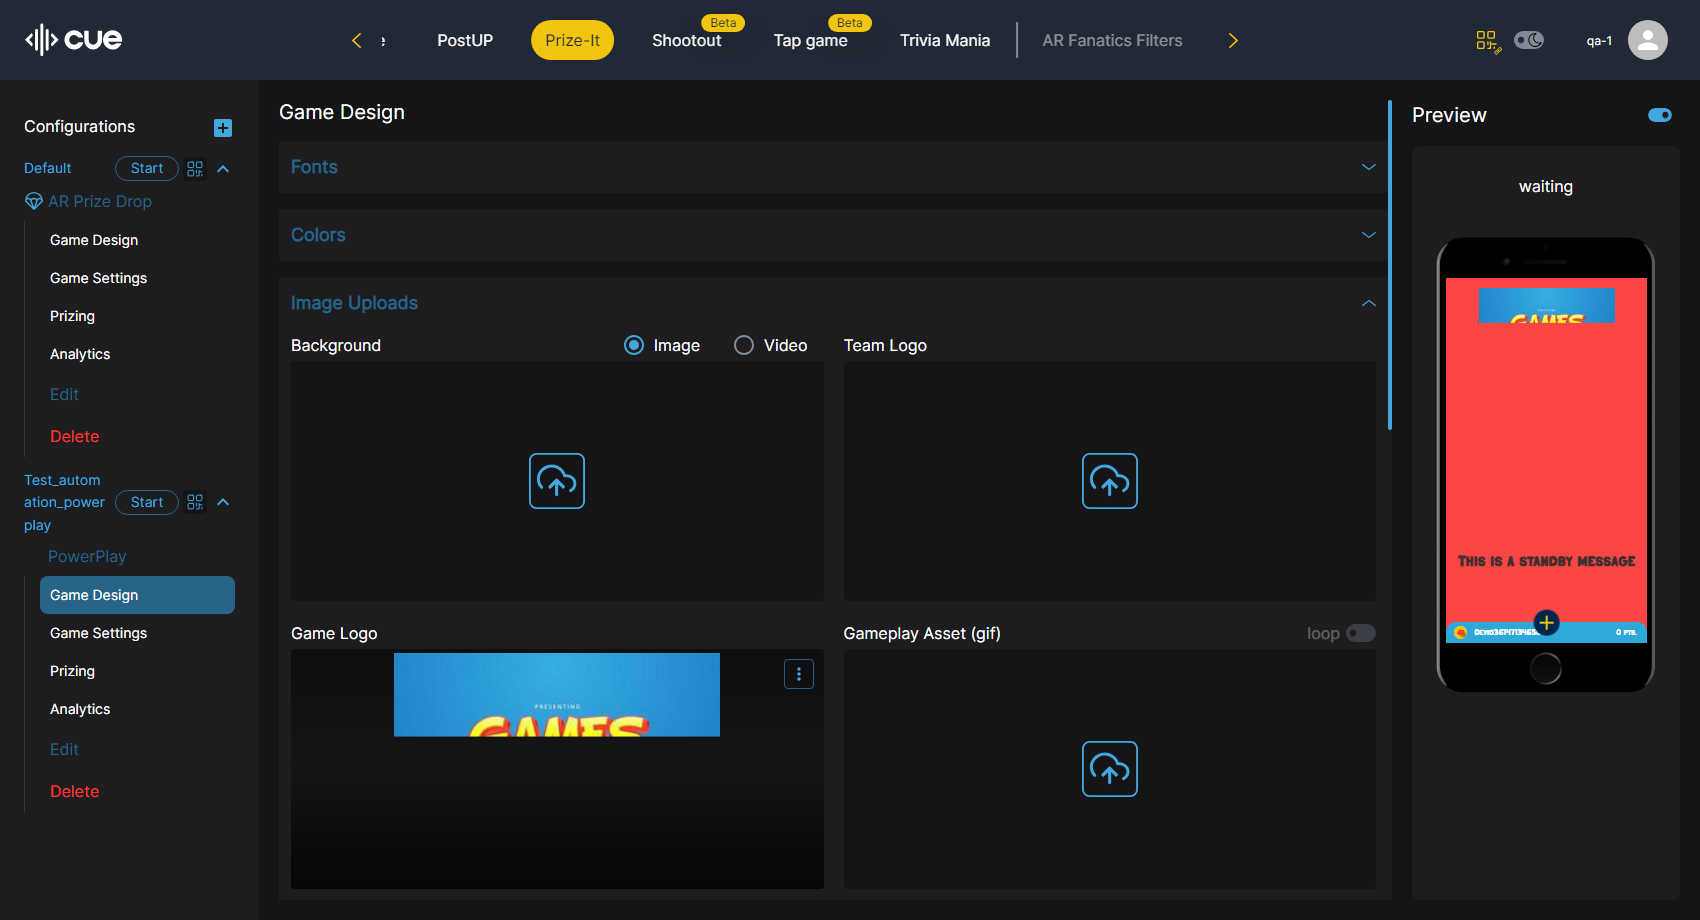 cue
PostUP
Prize-It
Shootout
Beta
Tap game
Beta
Trivia Mania
AR Fanatics Filters
qa-1
Configurations
Default
Start
AR Prize Drop
Game Design
Game Settings
Prizing
Analytics
Edit
Delete
Test_autom
ation_power
play
Start
PowerPlay
Game Design
Game Settings
Prizing
Analytics
Edit
Delete
Game Design
Fonts
Colors
Image Uploads
Background
Image
Video
Team Logo
Game Logo
Gameplay Asset (gif)
loop
PRESENTING
GAMES
Preview
waiting
GAMES
This is a standby message
0 pts.